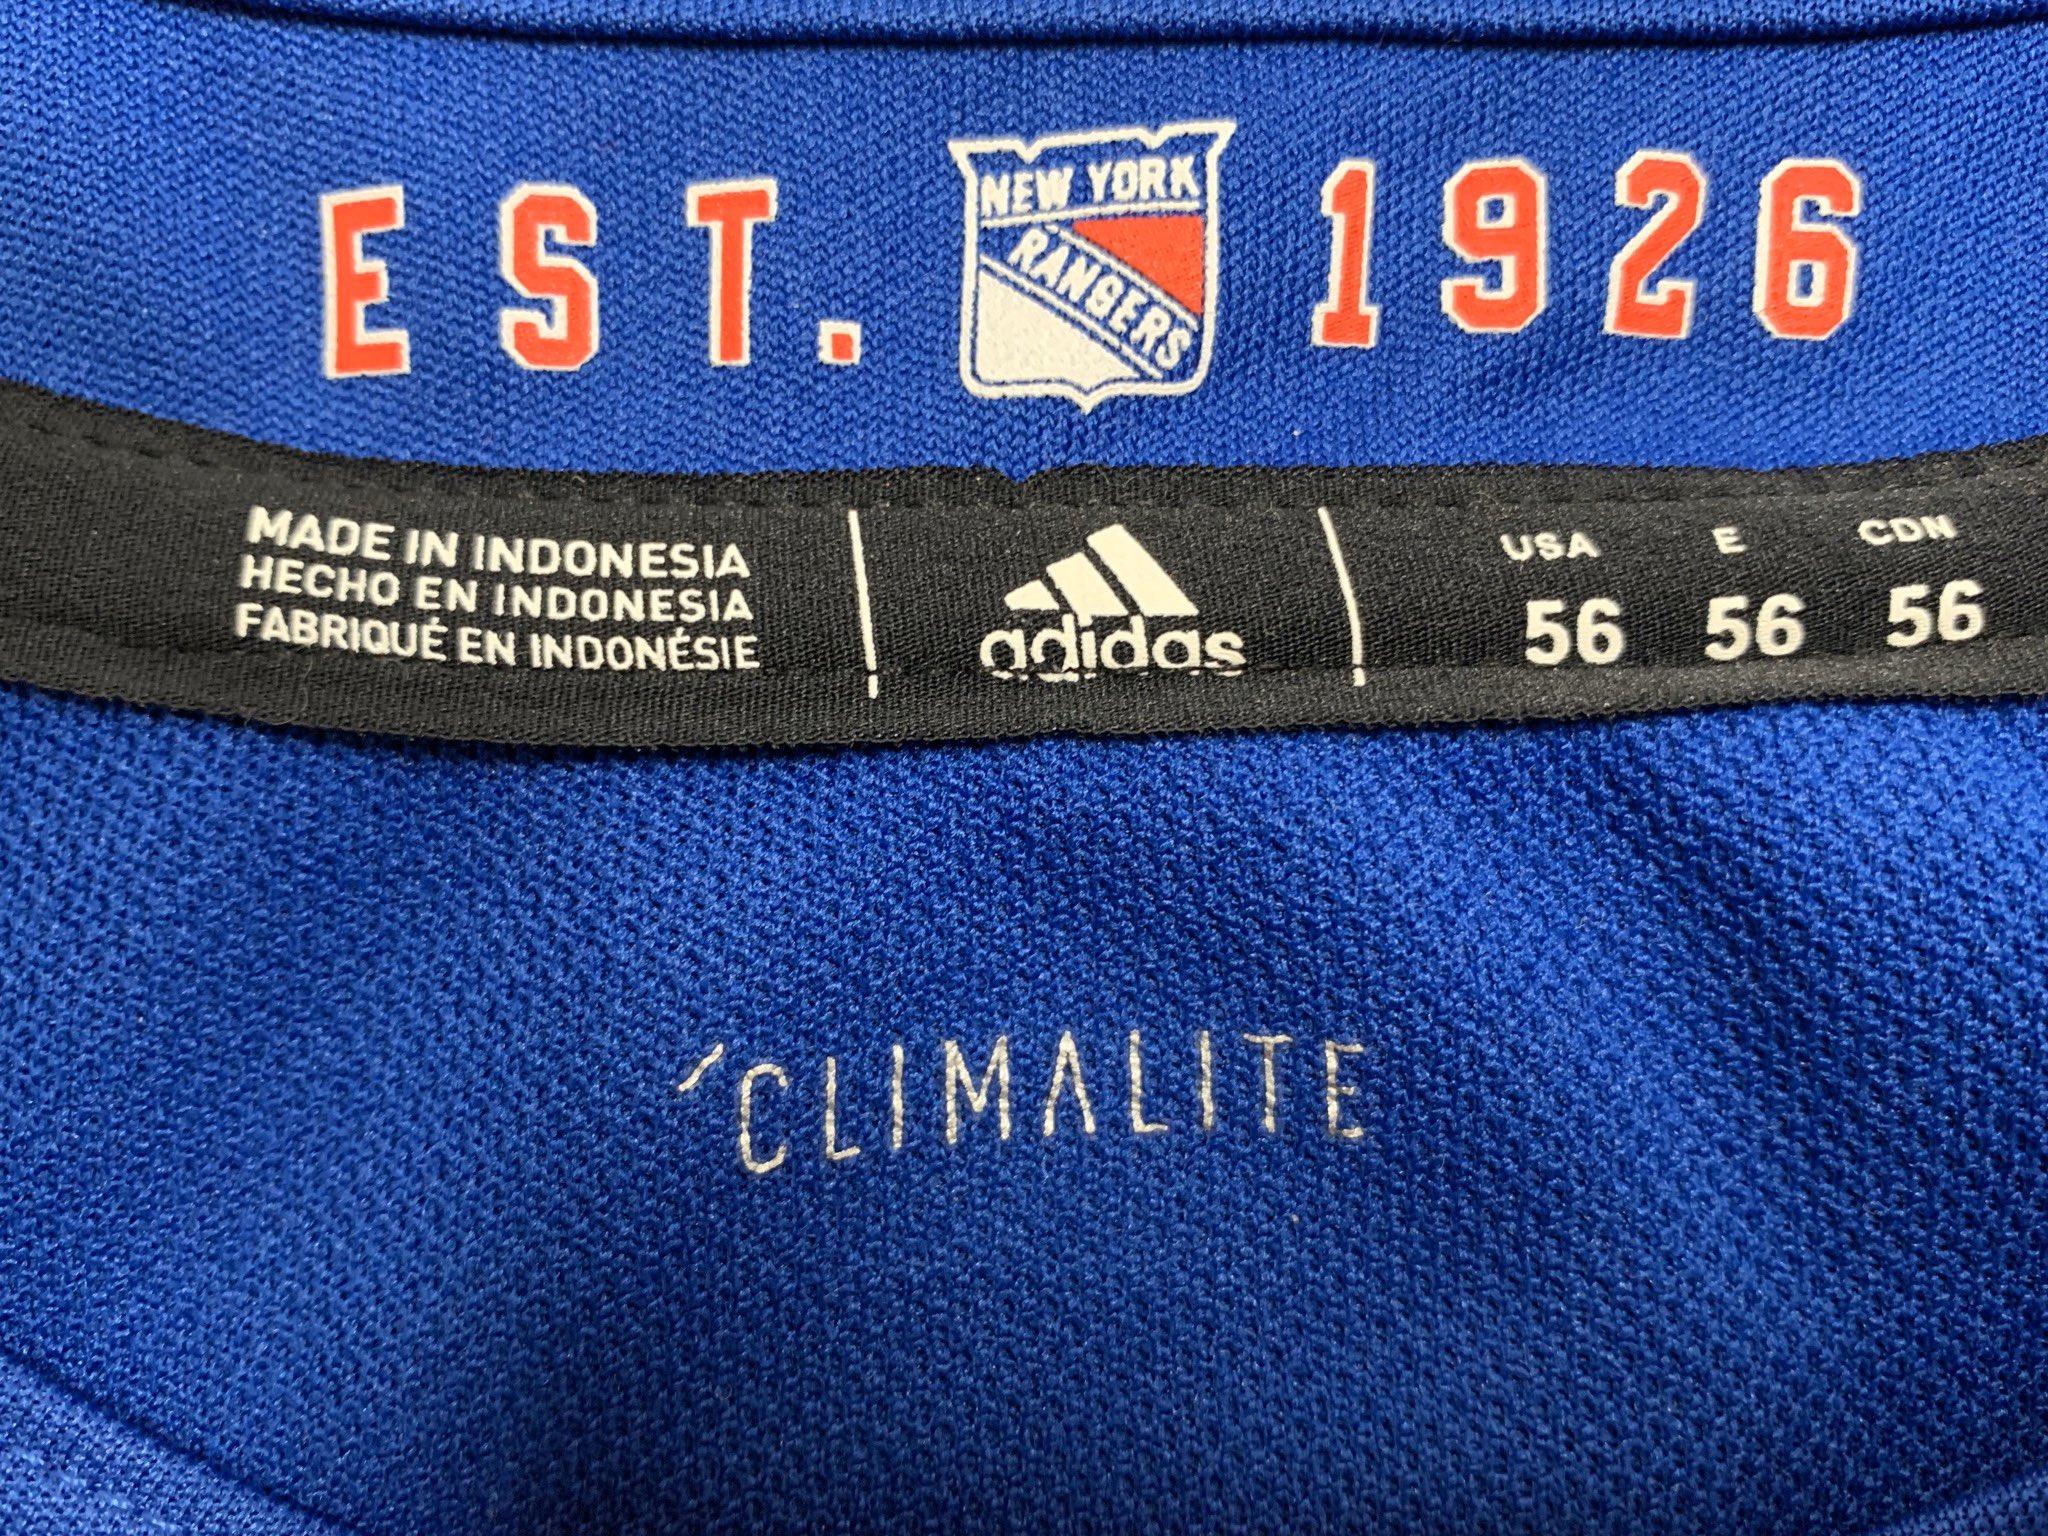 EST. 1926
NEW YORK
RANGERS
MADE IN INDONESIA
HECHO EN INDONESIA
FABRIQUÉ EN INDONÉSIE
adidas
USA E CDN
56 56 56
'CLIMALITE